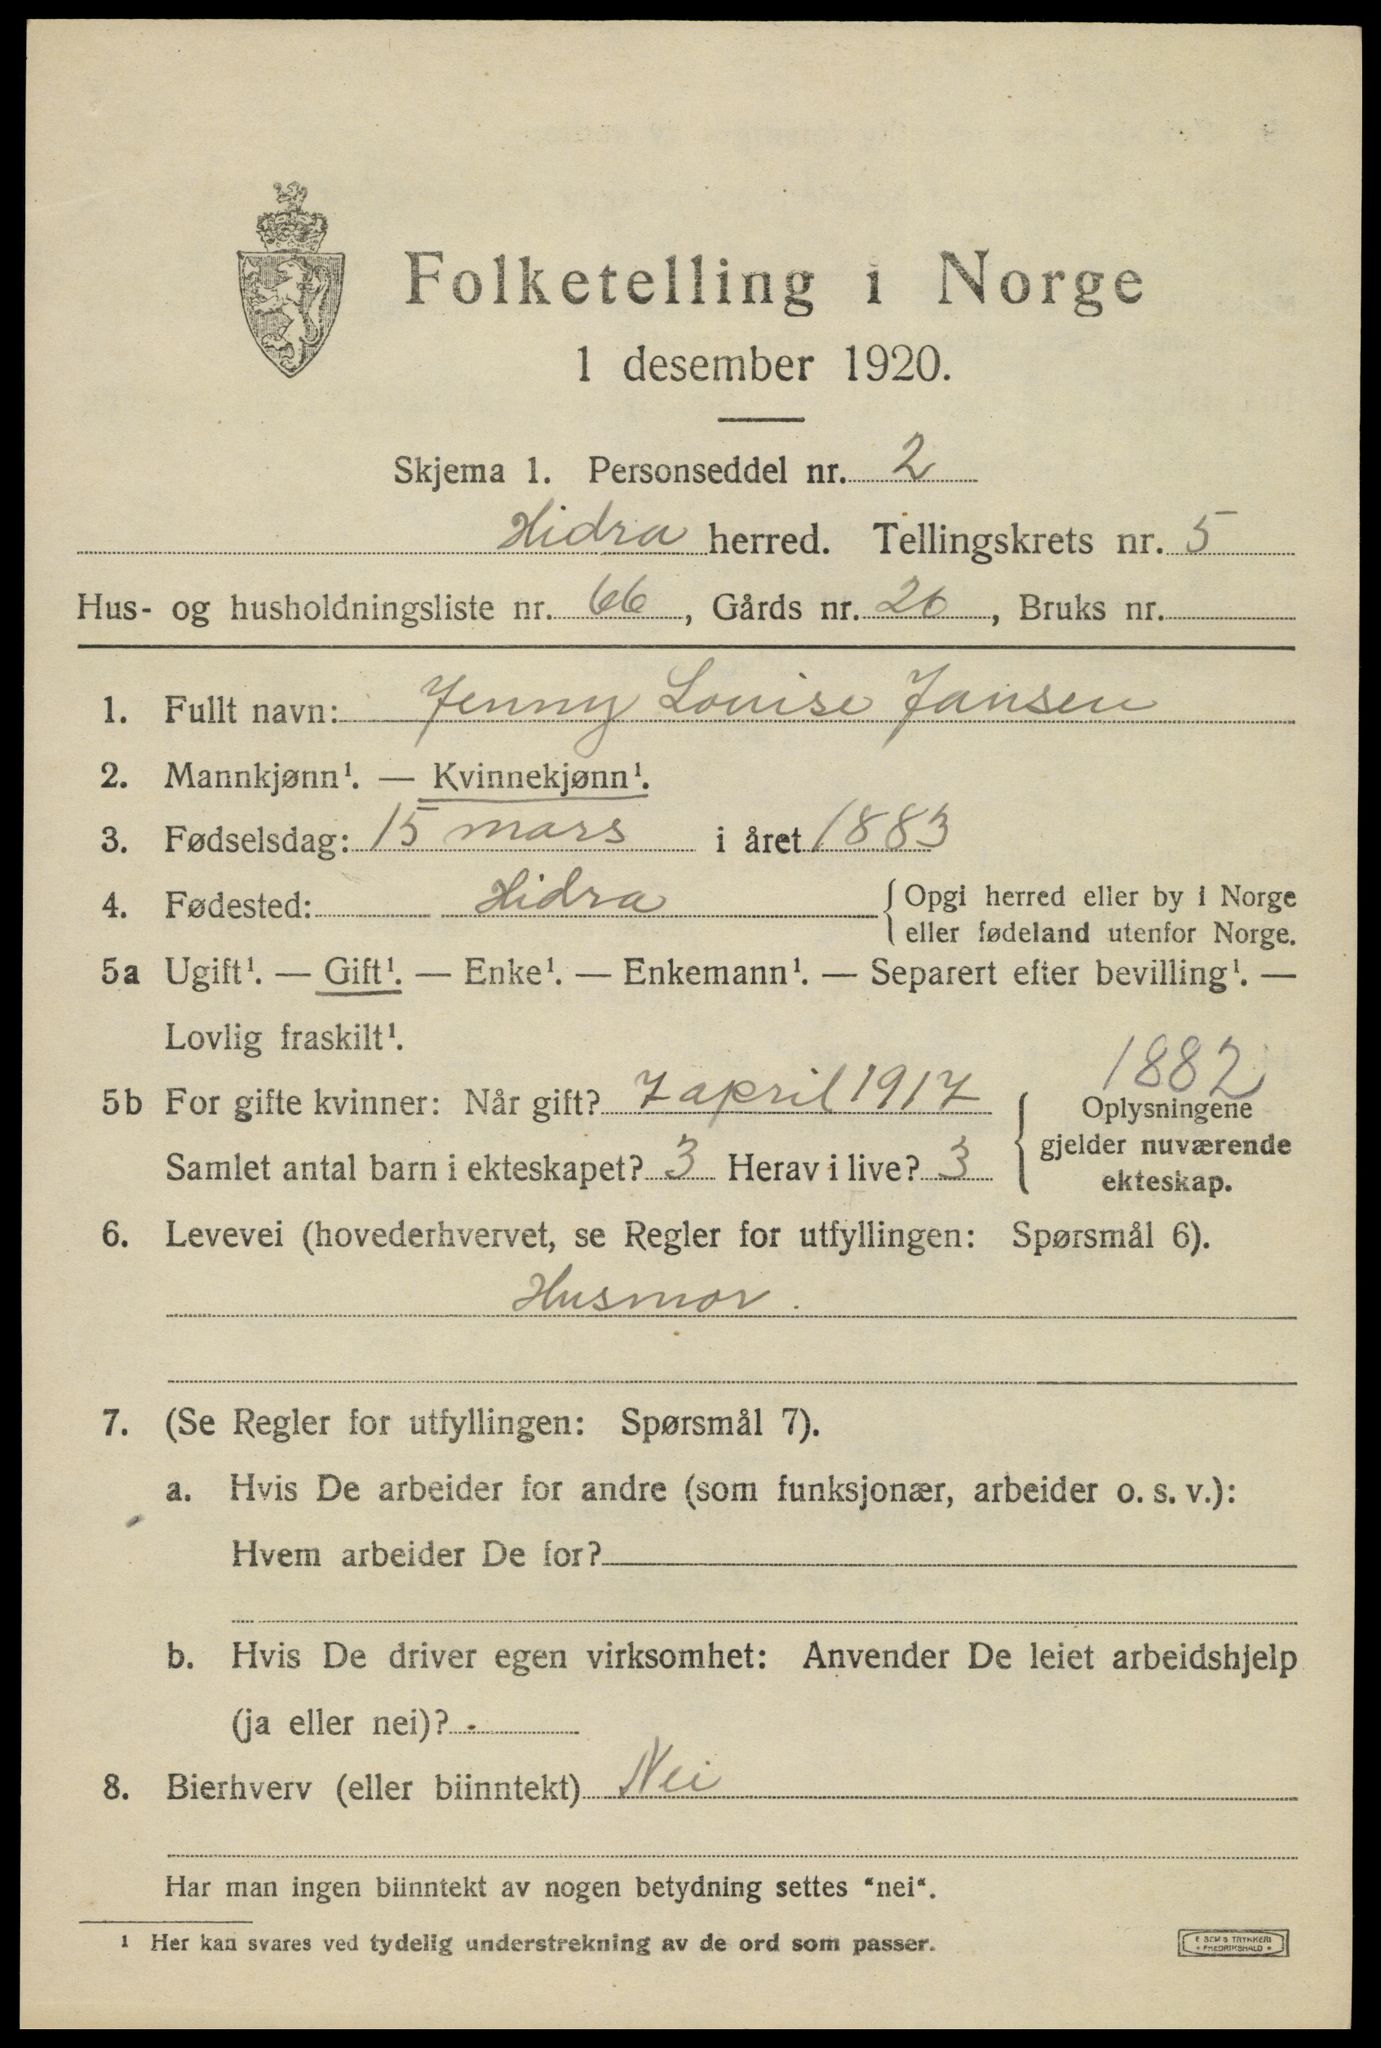 Folketelling i Norge
1 desember 1920.
Skjema 1. Personseddel nr. 2
Hidra herred. Tellingskrets nr. 5
Hus- og husholdningsliste nr. 66, Gårds nr. 26, Bruks nr.
1. Fullt navn: Jenny Louise Jansen
2. Mannkjønn¹. — Kvinnekjønn¹.
3. Fødselsdag: 15 mars i året 1883
4. Fødested: Hidra { Opgi herred eller by i Norge
eller fødeland utenfor Norge.
5a Ugift¹. — Gift¹. — Enke¹. — Enkemann¹. — Separert efter bevilling¹. —
Lovlig fraskilt¹.
1882
5b For gifte kvinner: Når gift? 7 april 1917 { Oplysningene
gjelder nuværende
Samlet antal barn i ekteskapet? 3 Herav i live? 3 ekteskap.
6. Levevei (hovederhvervet, se Regler for utfyllingen: Spørsmål 6).
Husmor.
7. (Se Regler for utfyllingen: Spørsmål 7).
a. Hvis De arbeider for andre (som funksjonær, arbeider o. s. v.):
Hvem arbeider De for?
b. Hvis De driver egen virksomhet: Anvender De leiet arbeidshjelp
(ja eller nei)?
8. Bierhverv (eller biinntekt) Nei
Har man ingen biinntekt av nogen betydning settes "nei".
¹ Her kan svares ved tydelig understrekning av de ord som passer.
E SEM'S TRYKKERI
• FREDRIKSHALD •